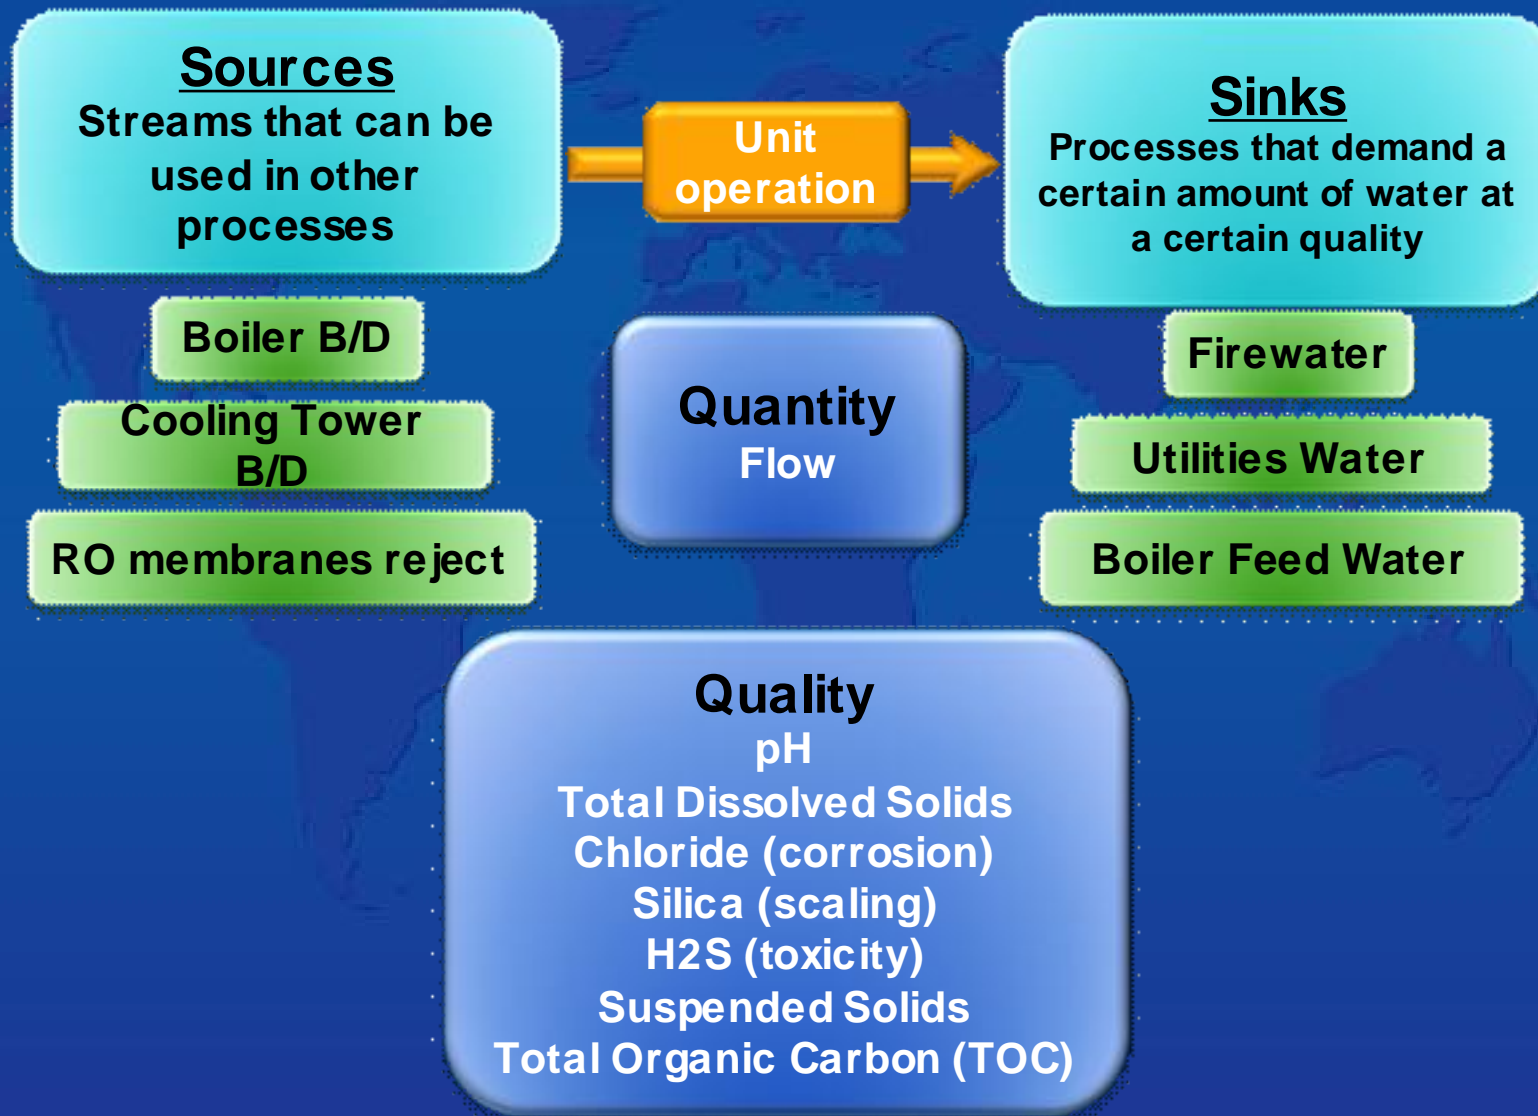 Sources
Streams that can be
used in other
processes
Unit
operation
Sinks
Processes that demand a
certain amount of water at
a certain quality
Boiler B/D
Cooling Tower
B/D
RO membranes reject
Quantity
Flow
Firewater
Utilities Water
Boiler Feed Water
Quality
pH
Total Dissolved Solids
Chloride (corrosion)
Silica (scaling)
H2S (toxicity)
Suspended Solids
Total Organic Carbon (TOC)